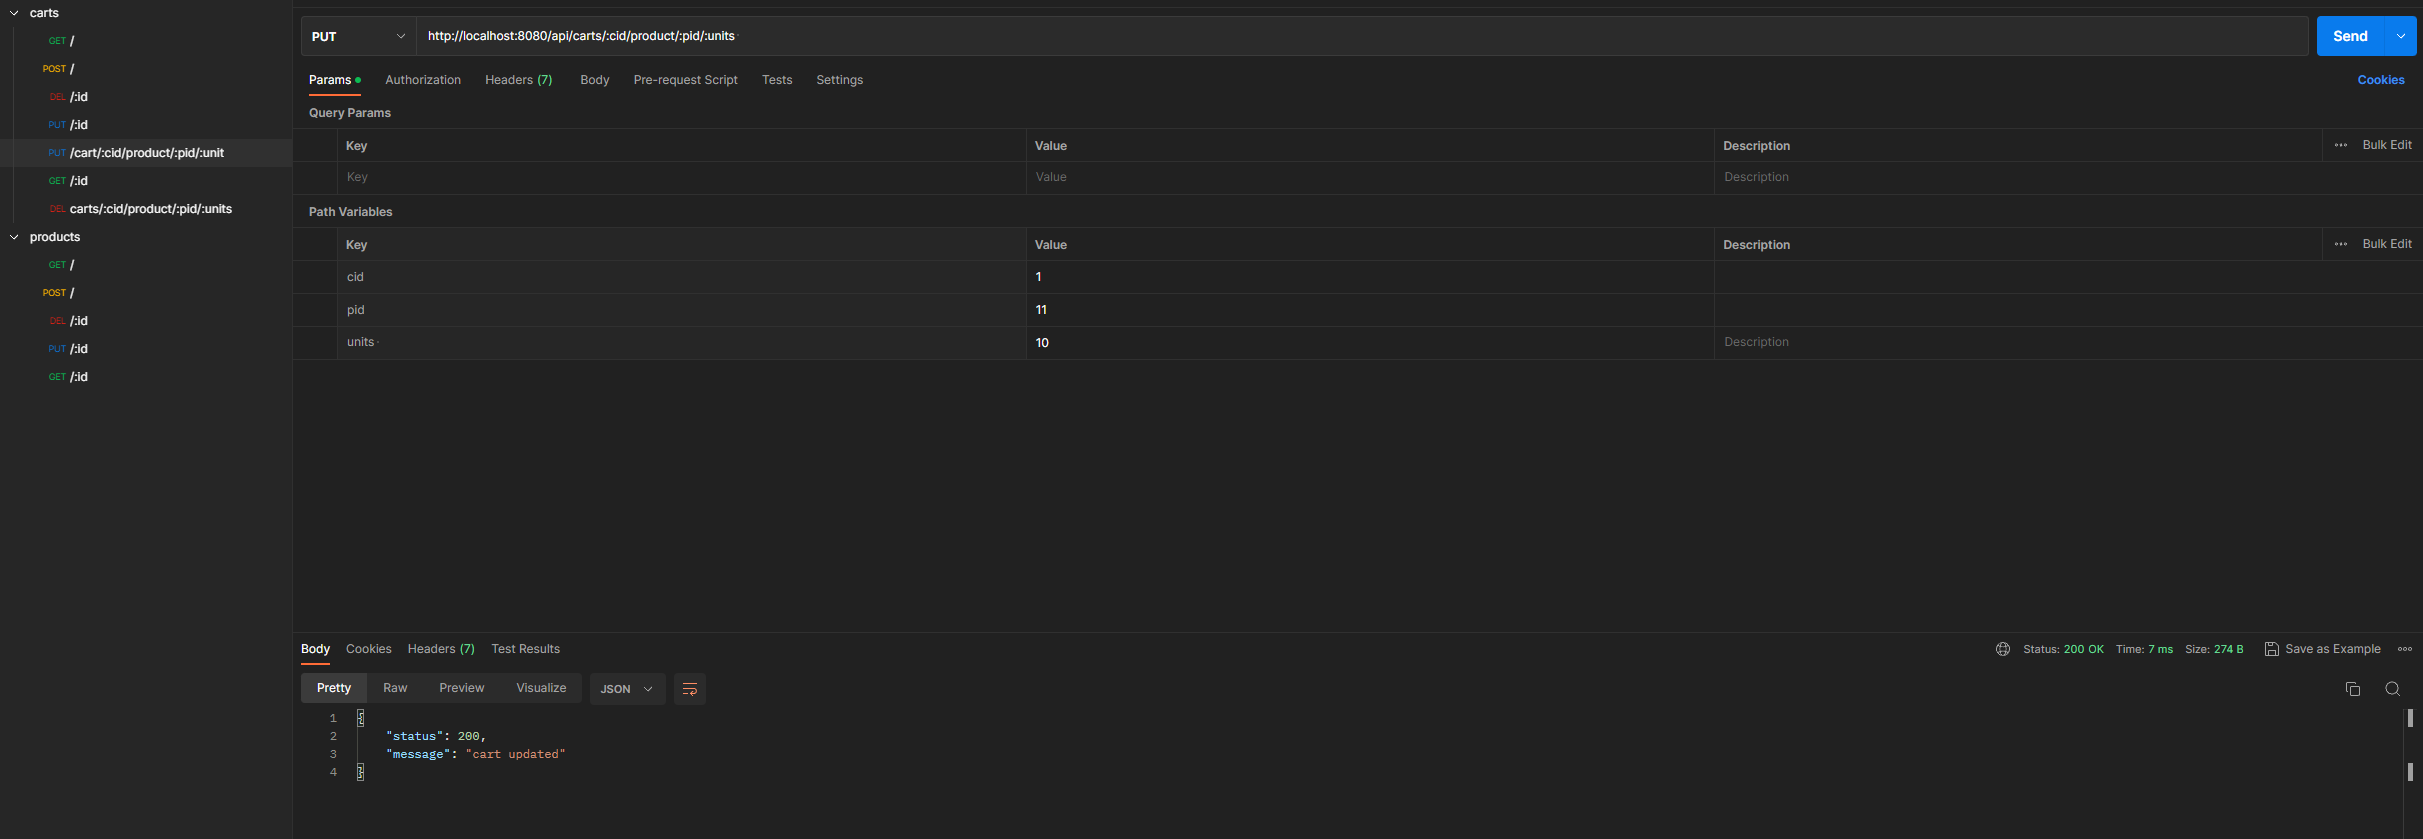 carts
GET /
POST /
DEL /:id
PUT /:id
PUT /cart/:cid/product/:pid/:unit
GET /:id
DEL carts/:cid/product/:pid/:units
products
GET /
POST /
DEL /:id
PUT /:id
GET /:id
PUT http://localhost:8080/api/carts/:cid/product/:pid/:units Send
Params Authorization Headers (7) Body Pre-request Script Tests Settings Cookies
Query Params
Key Value Description Bulk Edit
Key Value Description
Path Variables
Key Value Description Bulk Edit
cid 1
pid 11
units 10 Description
Body Cookies Headers (7) Test Results Status: 200 OK Time: 7 ms Size: 274 B Save as Example
Pretty Raw Preview Visualize JSON
1 {
2 "status": 200,
3 "message": "cart updated"
4 }